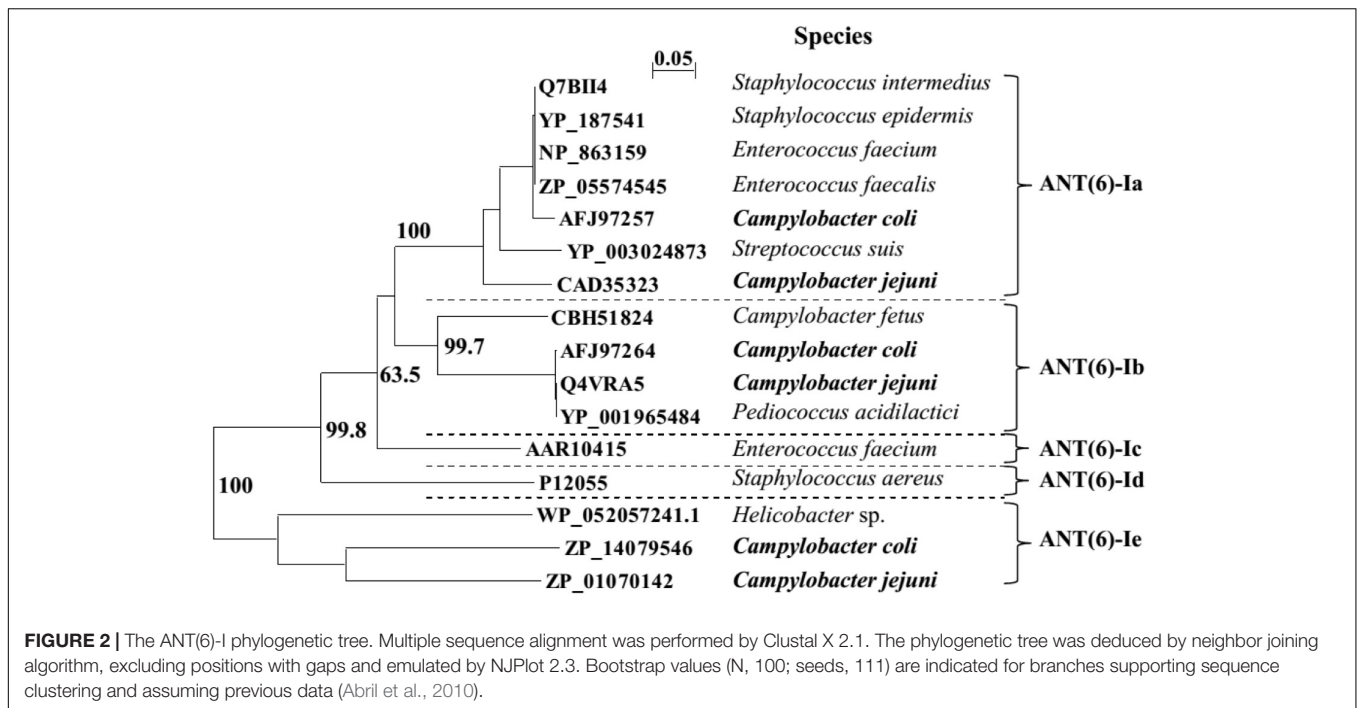 Species
0.05
Q7BII4 Staphylococcus intermedius
YP_187541 Staphylococcus epidermis
NP_863159 Enterococcus faecium
ZP_05574545 Enterococcus faecalis
ANT(6)-Ia
AFJ97257 Campylobacter coli
100
YP_003024873 Streptococcus suis
CAD35323 Campylobacter jejuni
CBH51824 Campylobacter fetus
99.7
AFJ97264 Campylobacter coli
ANT(6)-Ib
63.5
Q4VRA5 Campylobacter jejuni
YP_001965484 Pediococcus acidilactici
99.8
AAR10415 Enterococcus faecium ANT(6)-Ic
P12055 Staphylococcus aereus ANT(6)-Id
100
WP_052057241.1 Helicobacter sp.
ANT(6)-Ie
ZP_14079546 Campylobacter coli
ZP_01070142 Campylobacter jejuni
FIGURE 2 | The ANT(6)-I phylogenetic tree. Multiple sequence alignment was performed by Clustal X 2.1. The phylogenetic tree was deduced by neighbor joining
algorithm, excluding positions with gaps and emulated by NJPlot 2.3. Bootstrap values (N, 100; seeds, 111) are indicated for branches supporting sequence
clustering and assuming previous data (Abril et al., 2010).